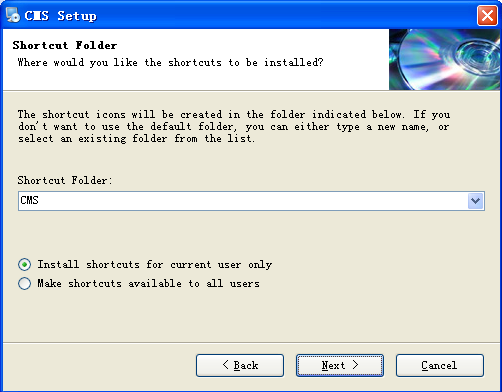 CMS Setup
Shortcut Folder
Where would you like the shortcuts to be installed?
The shortcut icons will be created in the folder indicated below. If you
don't want to use the default folder, you can either type a new name, or
select an existing folder from the list.
Shortcut Folder:
CMS
Install shortcuts for current user only
Make shortcuts available to all users
< Back
Next >
Cancel